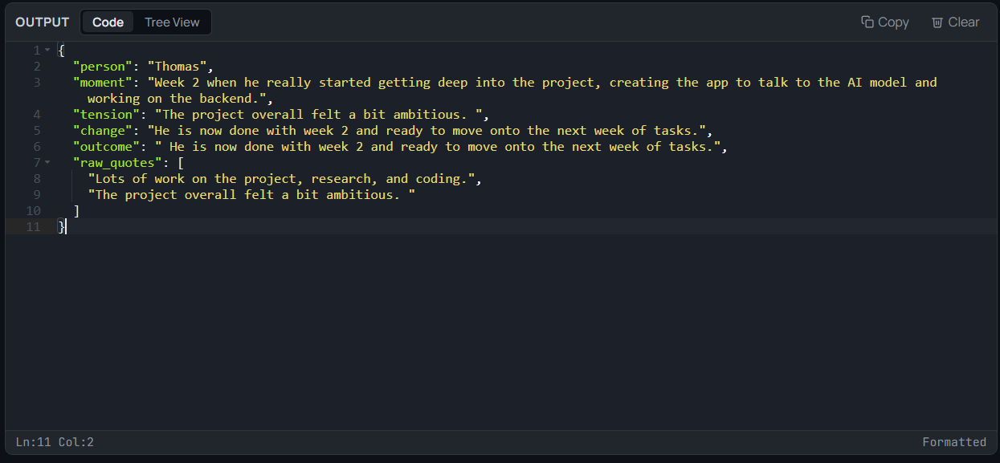 OUTPUT Code Tree View Copy Clear
1 {
2 "person": "Thomas",
3 "moment": "Week 2 when he really started getting deep into the project, creating the app to talk to the AI model and
working on the backend.",
4 "tension": "The project overall felt a bit ambitious. ",
5 "change": "He is now done with week 2 and ready to move onto the next week of tasks.",
6 "outcome": " He is now done with week 2 and ready to move onto the next week of tasks.",
7 "raw_quotes": [
8 "Lots of work on the project, research, and coding.",
9 "The project overall felt a bit ambitious. "
10 ]
11 }
Ln:11 Col:2 Formatted